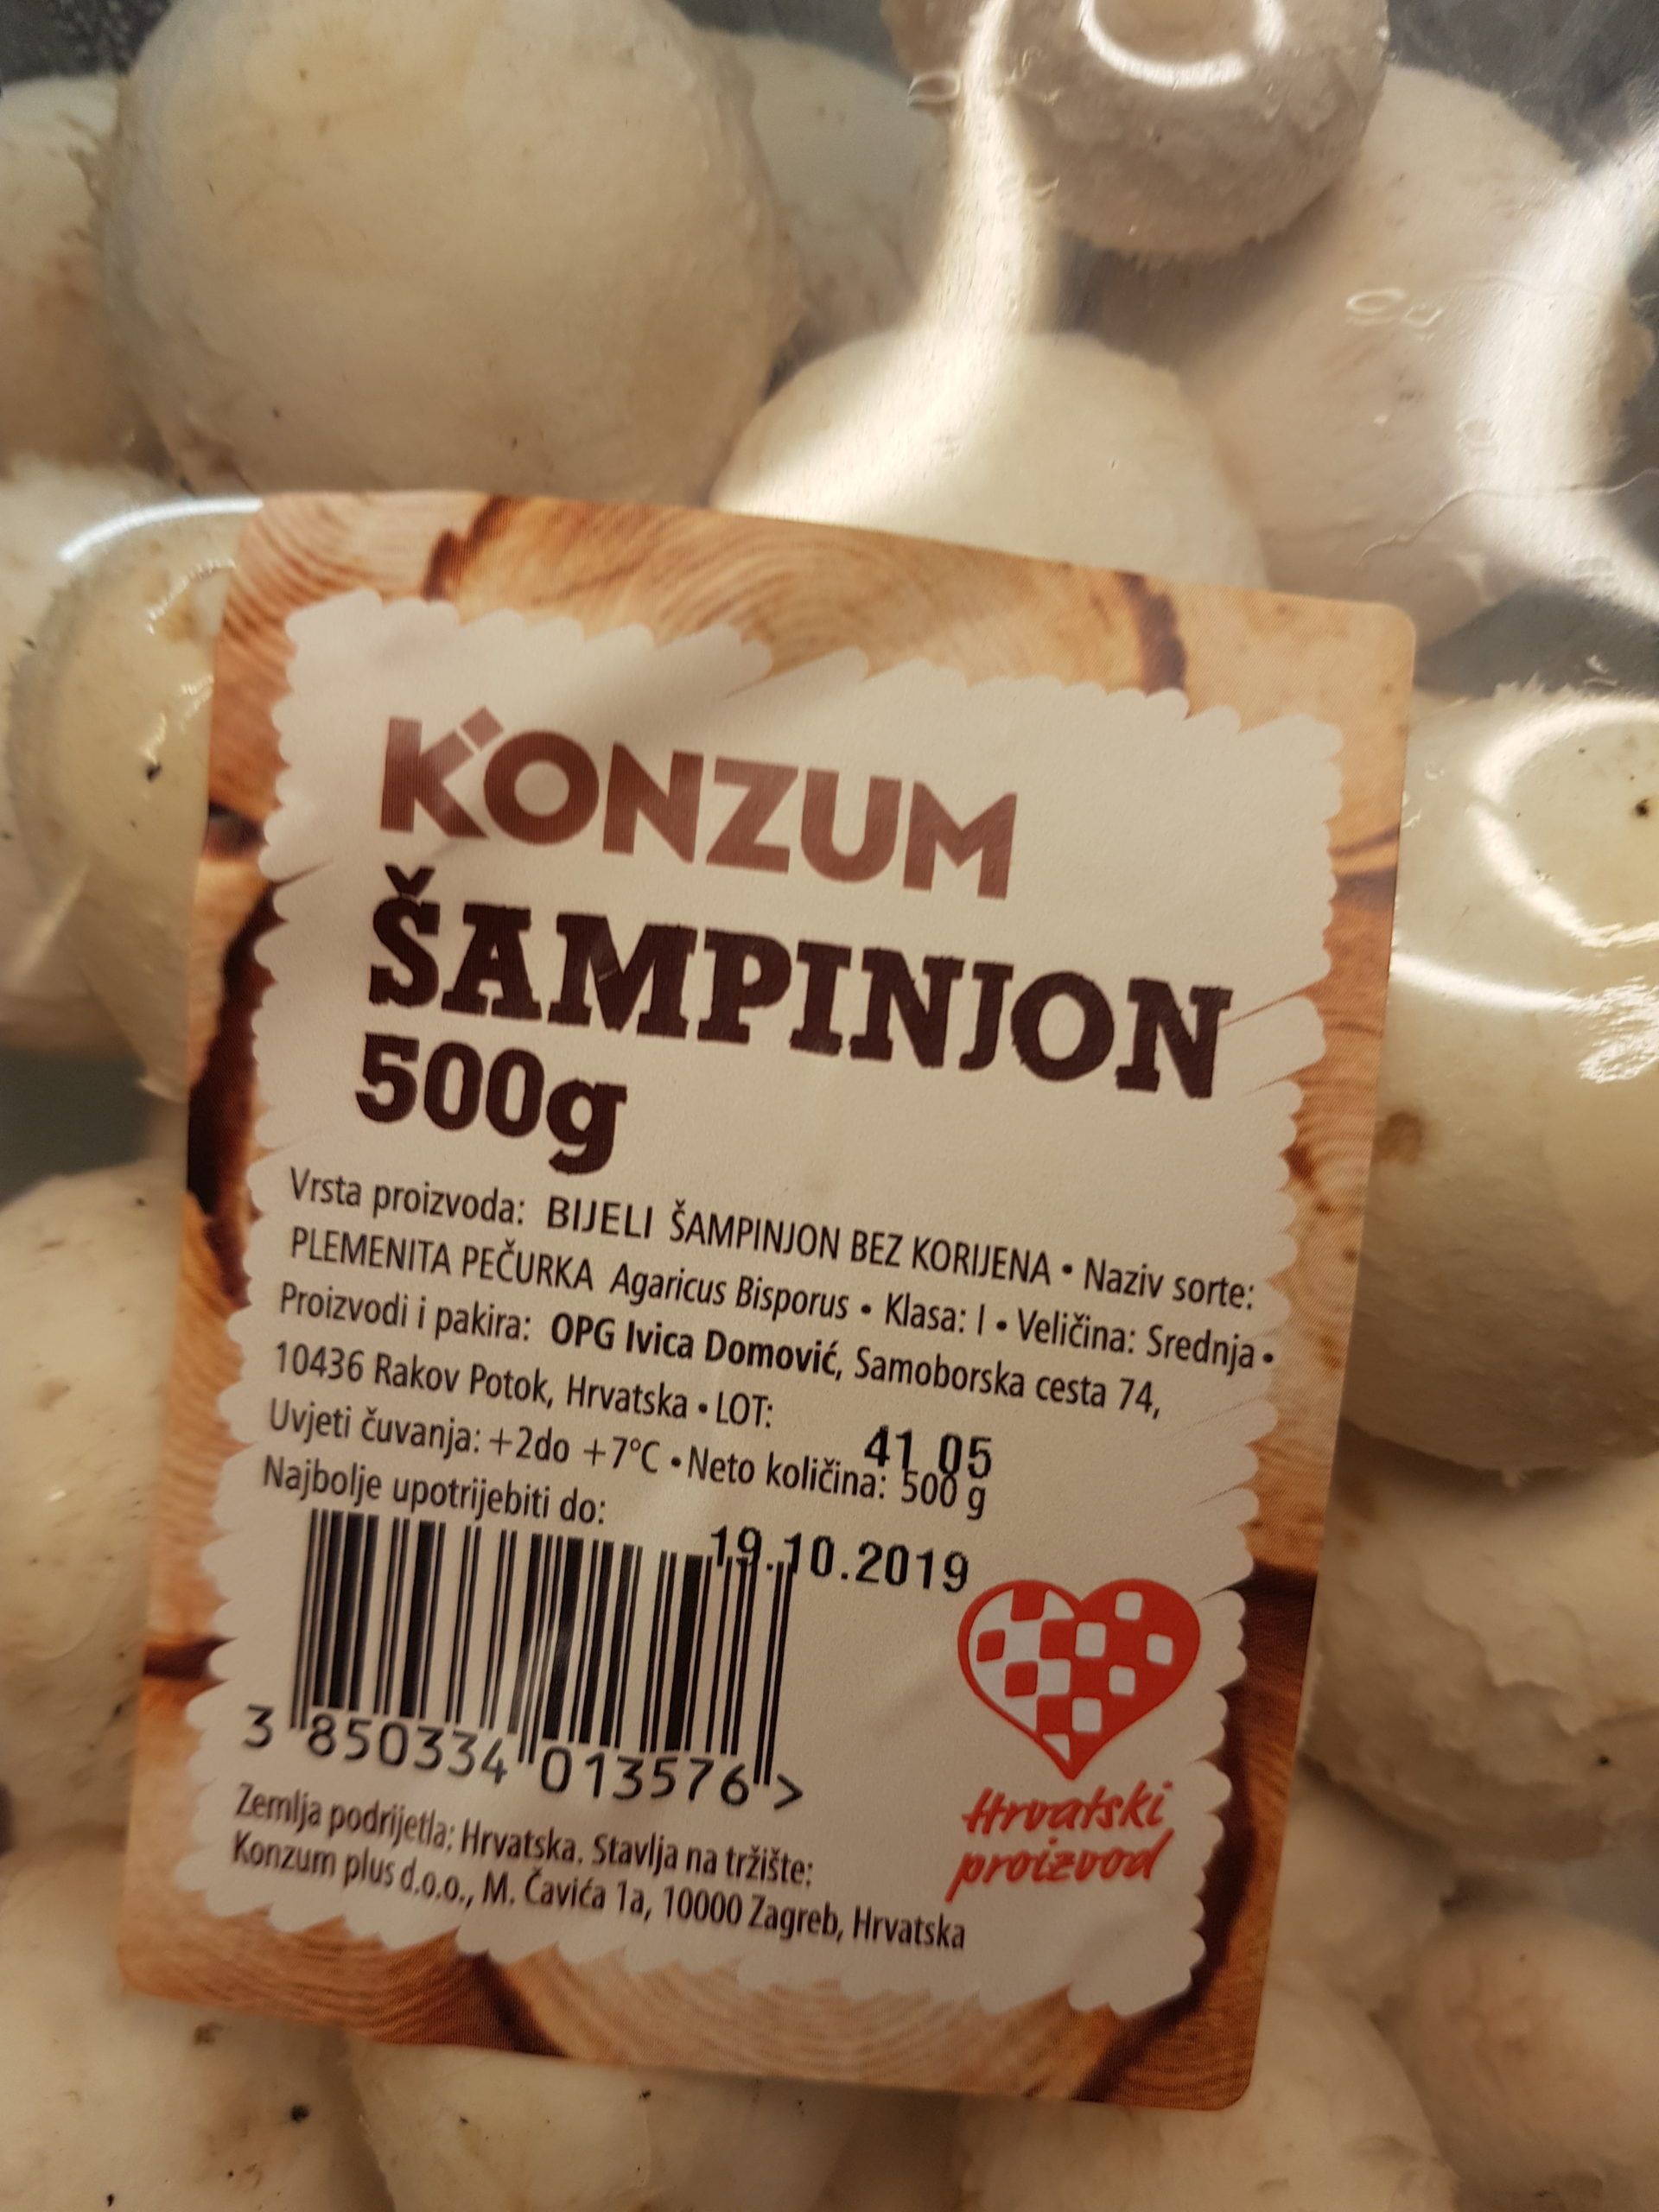 KONZUM
ŠAMPINJON
500g
Vrsta proizvoda: BIJELI ŠAMPINJON BEZ KORIJENA • Naziv sorte:
PLEMENITA PEČURKA Agaricus Bisporus • Klasa: I • Veličina: Srednja •
Proizvodi i pakira: OPG Ivica Domović, Samoborska cesta 74,
10436 Rakov Potok, Hrvatska • LOT:
41 05
Uvjeti čuvanja: +2do +7°C • Neto količina: 500 g
Najbolje upotrijebiti do:
19.10.2019
3 850334 013576 >
Hrvatski
proizvod
Zemlja podrijetla: Hrvatska. Stavlja na tržište:
Konzum plus d.o.o., M. Čavića 1a, 10000 Zagreb, Hrvatska